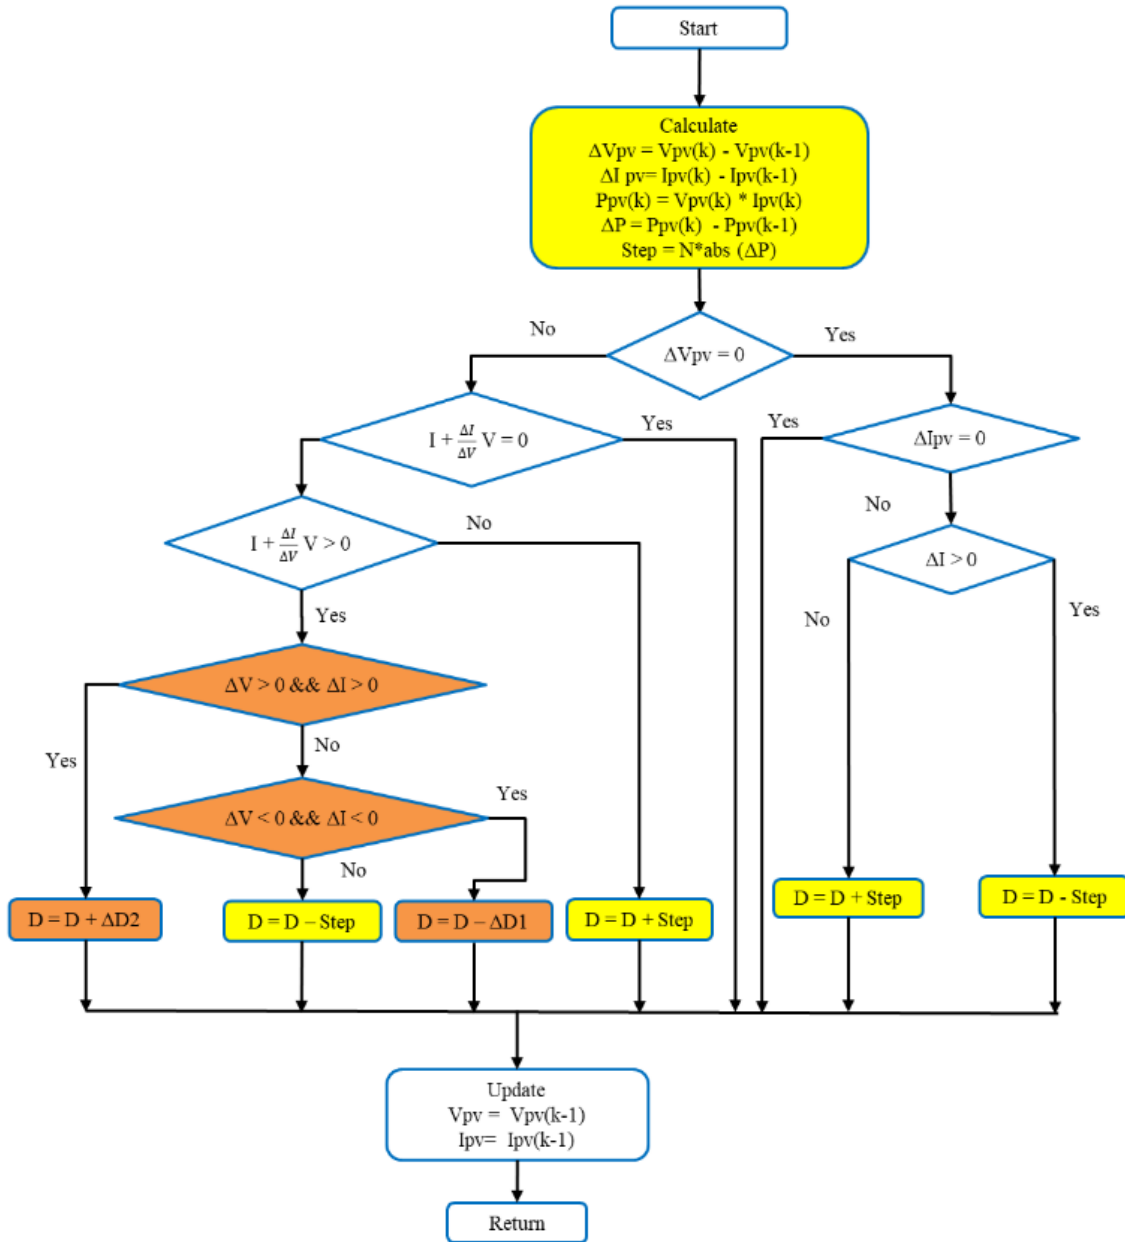 Start
Calculate
ΔVpv = Vpv(k) - Vpv(k-1)
ΔI pv= Ipv(k) - Ipv(k-1)
Ppv(k) = Vpv(k) * Ipv(k)
ΔP = Ppv(k) - Ppv(k-1)
Step = N*abs (ΔP)
No
Yes
ΔVpv = 0
Yes
Yes
I + ΔI/ΔV V = 0
ΔIpv = 0
No
No
I + ΔI/ΔV V > 0
ΔI > 0
Yes
No
Yes
ΔV > 0 && ΔI > 0
No
Yes
Yes
ΔV < 0 && ΔI < 0
No
D = D + ΔD2
D = D – Step
D = D – ΔD1
D = D + Step
D = D + Step
D = D - Step
Update
Vpv = Vpv(k-1)
Ipv= Ipv(k-1)
Return